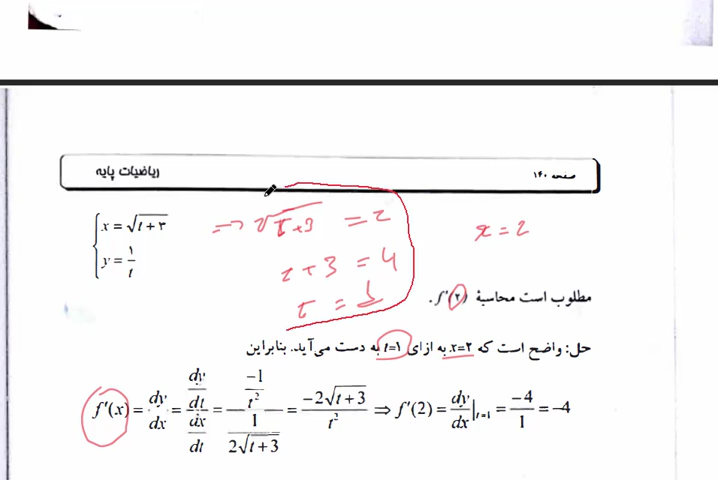 صفحه ۱۴۰ ریاضیات پایه
x = √(t + ۳) ⇒ √(t+3) = 2 x = 2
y = ۱/t
t + 3 = 4
t = 1
مطلوب است محاسبهٔ f′(۲).
حل: واضح است که x=۲ به ازای t=۱ به دست می‌آید. بنابراین
f′(x) = dy/dx = (dy/dt)/(dx/dt) = (-1/t²)/(1/(2√(t+3))) = -2√(t+3)/t² ⇒ f′(2) = dy/dx|t=1 = -4/1 = -4